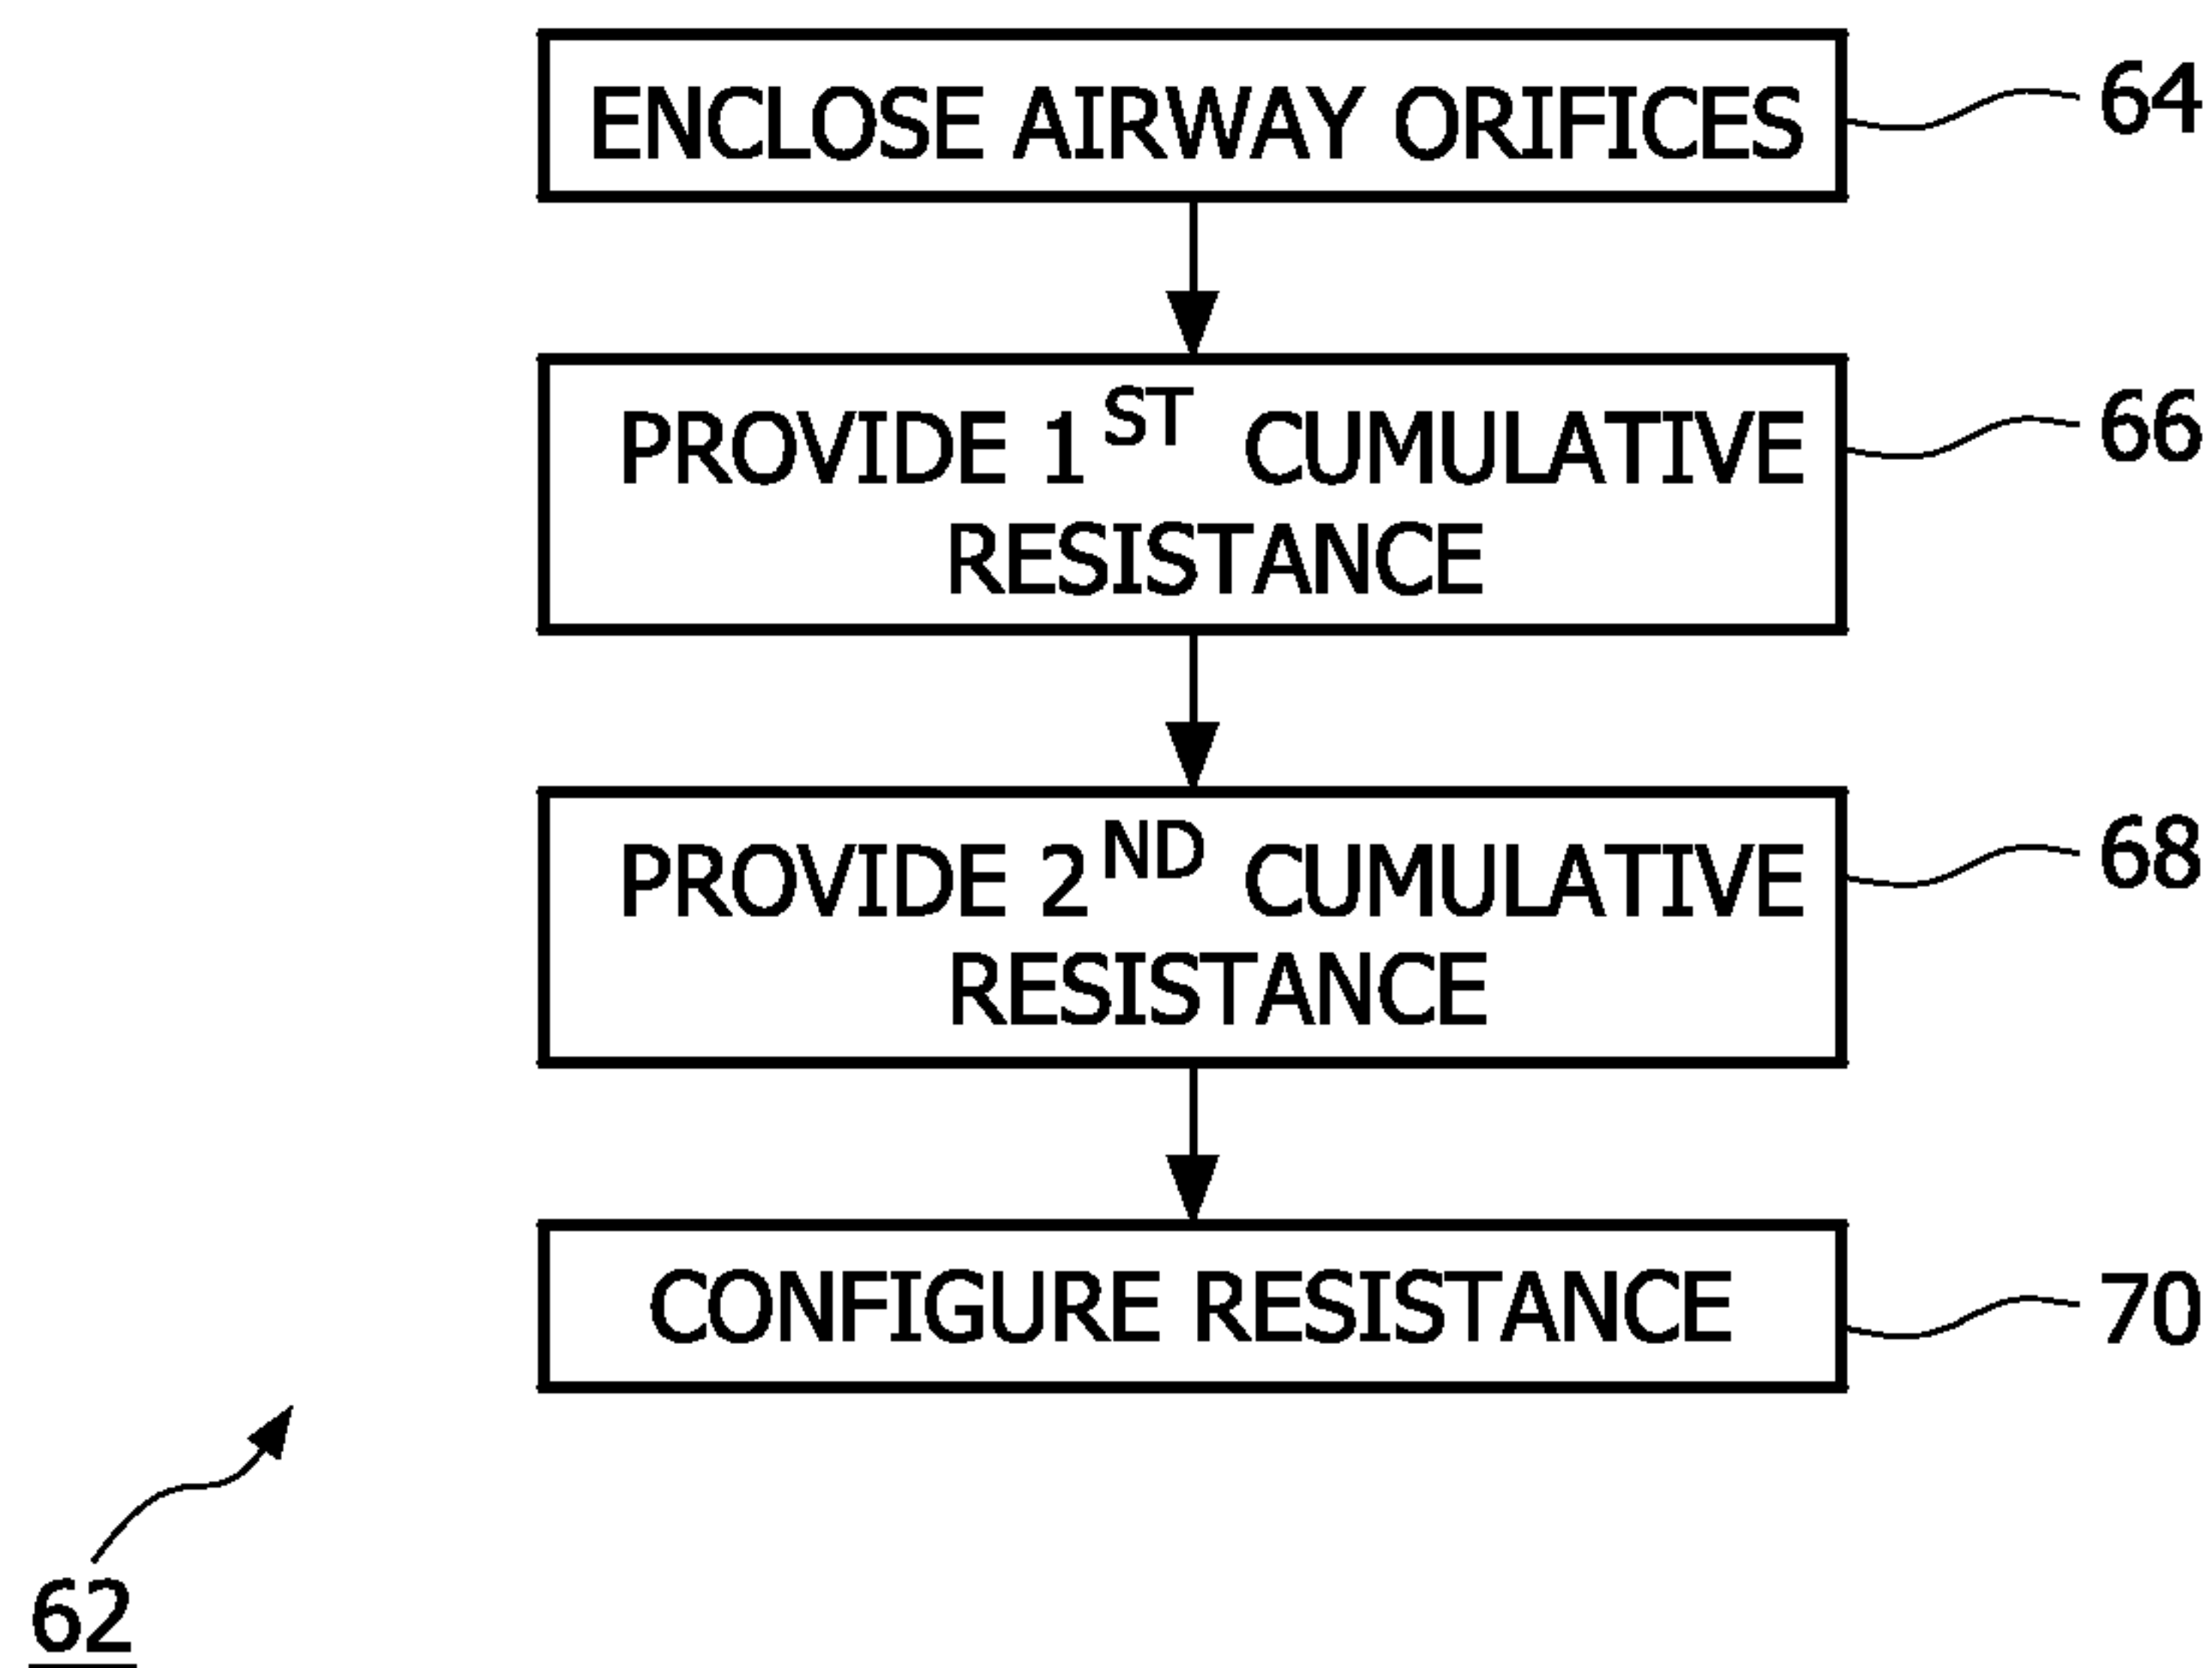 ENCLOSE AIRWAY ORIFICES
64
PROVIDE 1ST CUMULATIVE
RESISTANCE
66
PROVIDE 2ND CUMULATIVE
RESISTANCE
68
CONFIGURE RESISTANCE
70
62